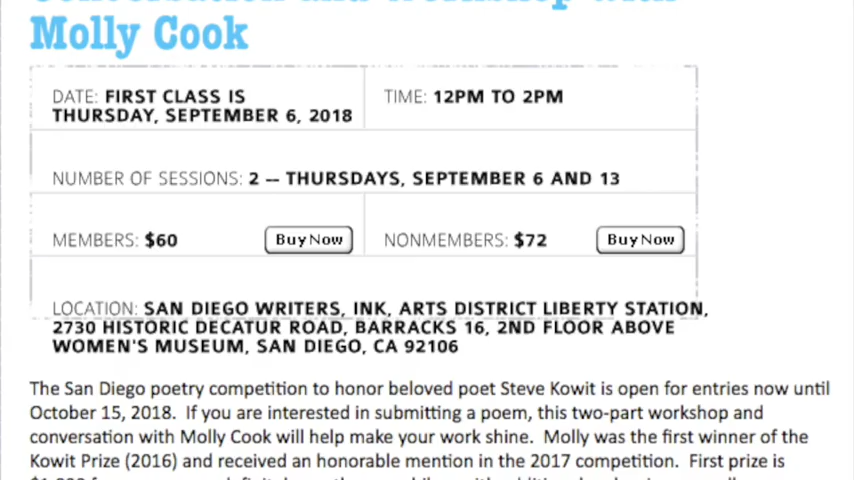 Conversation and Workshop with
Molly Cook
DATE: FIRST CLASS IS
THURSDAY, SEPTEMBER 6, 2018
TIME: 12PM TO 2PM
NUMBER OF SESSIONS: 2 -- THURSDAYS, SEPTEMBER 6 AND 13
MEMBERS: $60
Buy Now
NONMEMBERS: $72
Buy Now
LOCATION: SAN DIEGO WRITERS, INK, ARTS DISTRICT LIBERTY STATION,
2730 HISTORIC DECATUR ROAD, BARRACKS 16, 2ND FLOOR ABOVE
WOMEN'S MUSEUM, SAN DIEGO, CA 92106
The San Diego poetry competition to honor beloved poet Steve Kowit is open for entries now until
October 15, 2018. If you are interested in submitting a poem, this two-part workshop and
conversation with Molly Cook will help make your work shine. Molly was the first winner of the
Kowit Prize (2016) and received an honorable mention in the 2017 competition. First prize is